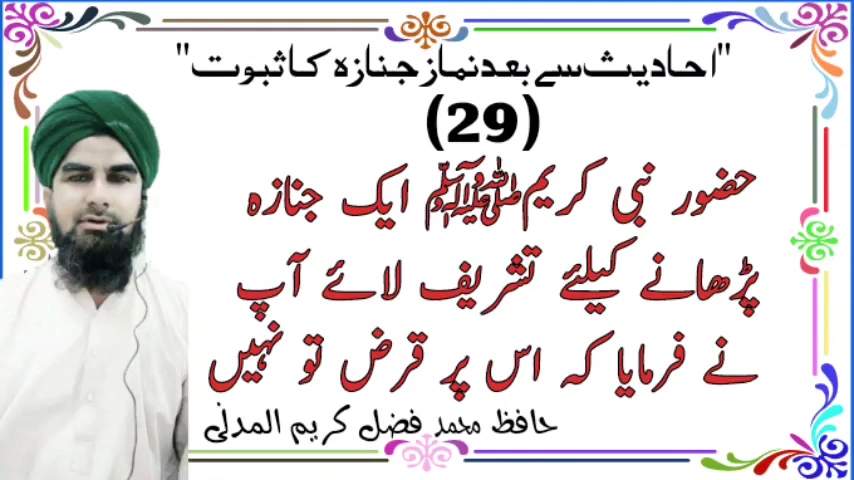 "احادیث سے بعد نماز جنازہ کا ثبوت"
(29)
حضور نبی کریم ﷺ ایک جنازہ
پڑھانے کیلئے تشریف لائے آپ
نے فرمایا کہ اس پر قرض تو نہیں
حافظ محمد فضل کریم المدنی